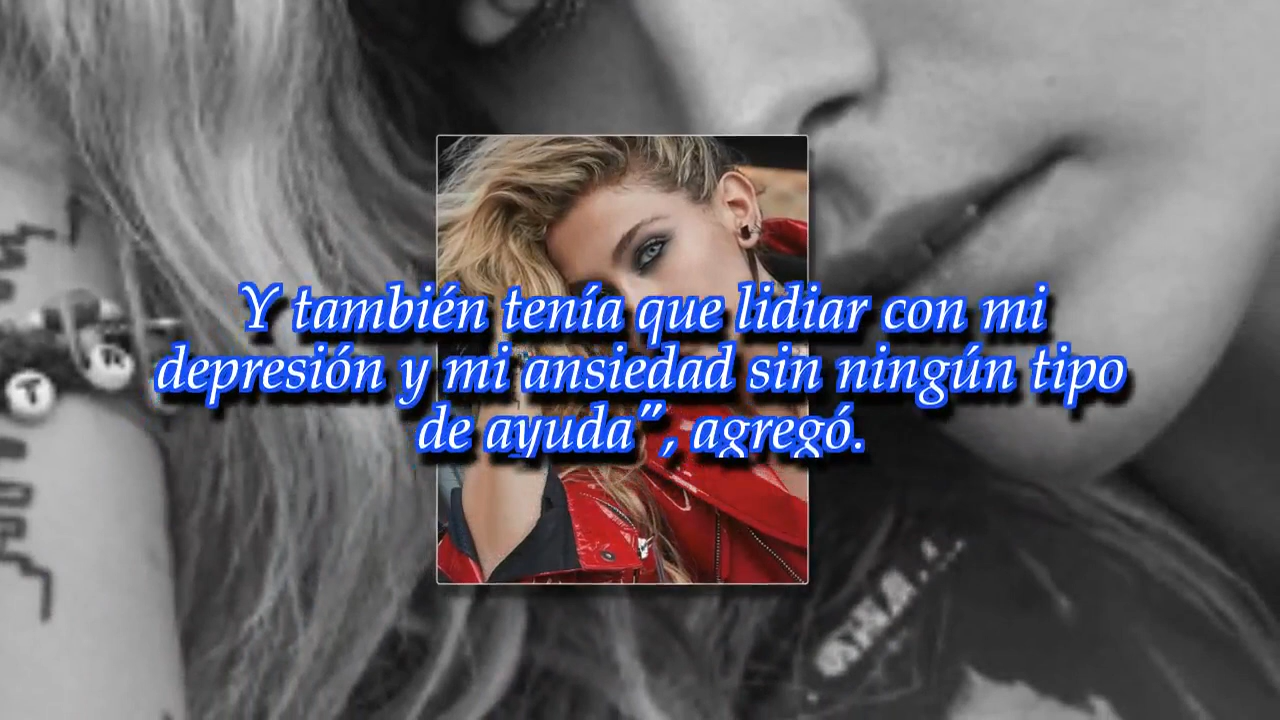 Y también tenía que lidiar con mi
depresión y mi ansiedad sin ningún tipo
de ayuda”, agregó.
T